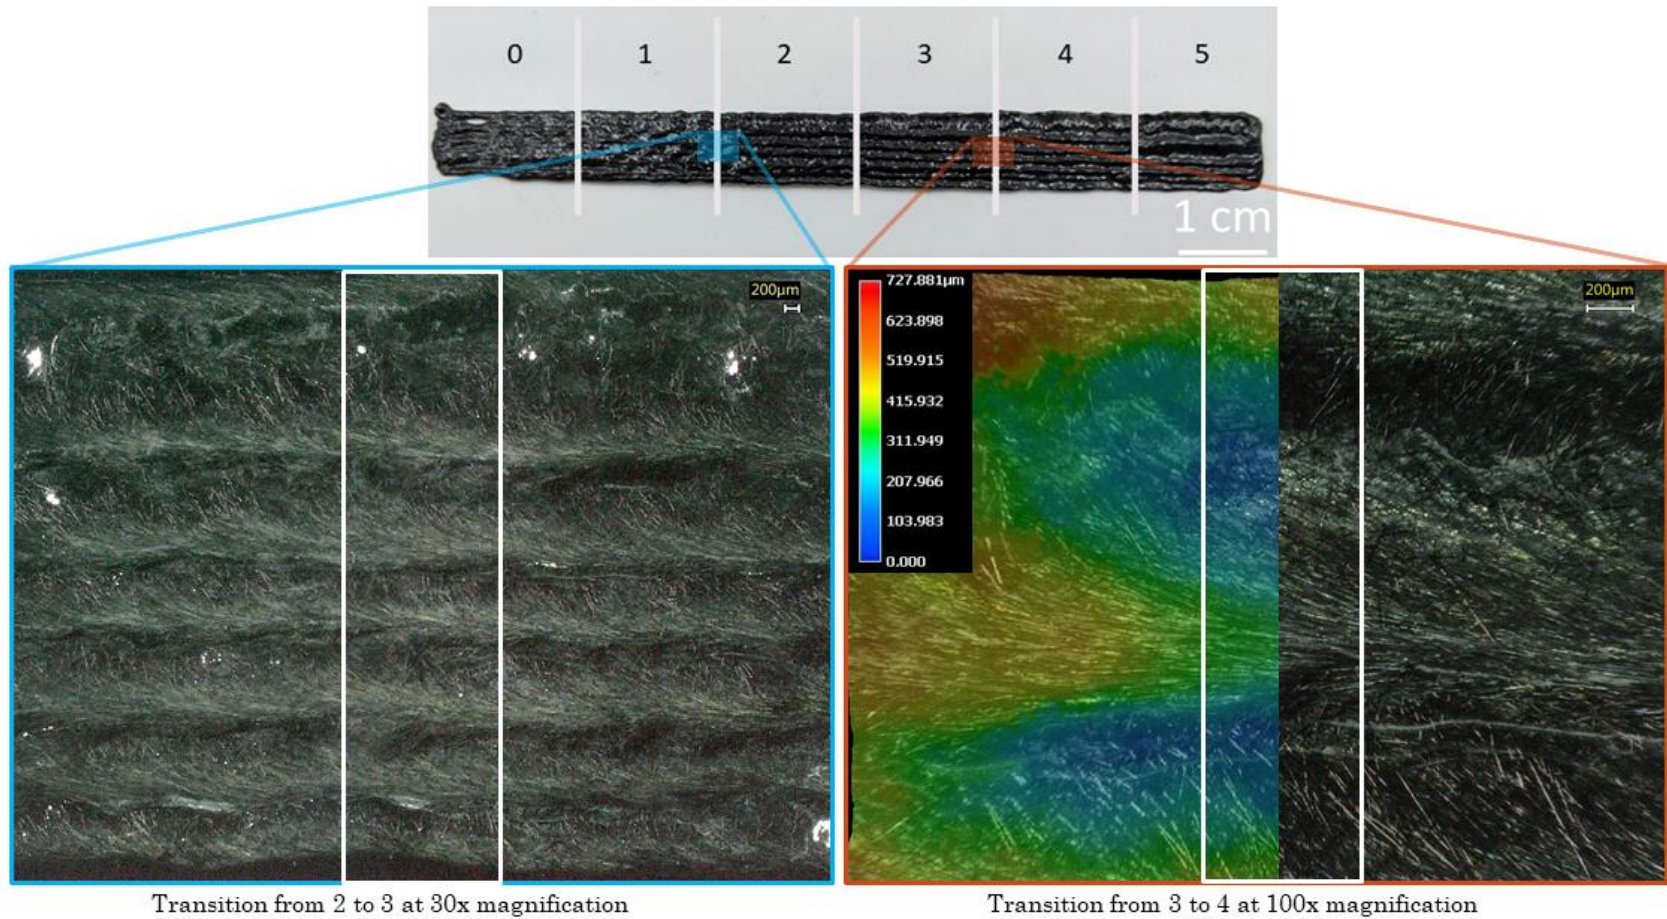 0 1 2 3 4 5
1 cm
200µm
727.881µm
623.898
519.915
415.932
311.949
207.966
103.983
0.000
200µm
Transition from 2 to 3 at 30x magnification
Transition from 3 to 4 at 100x magnification